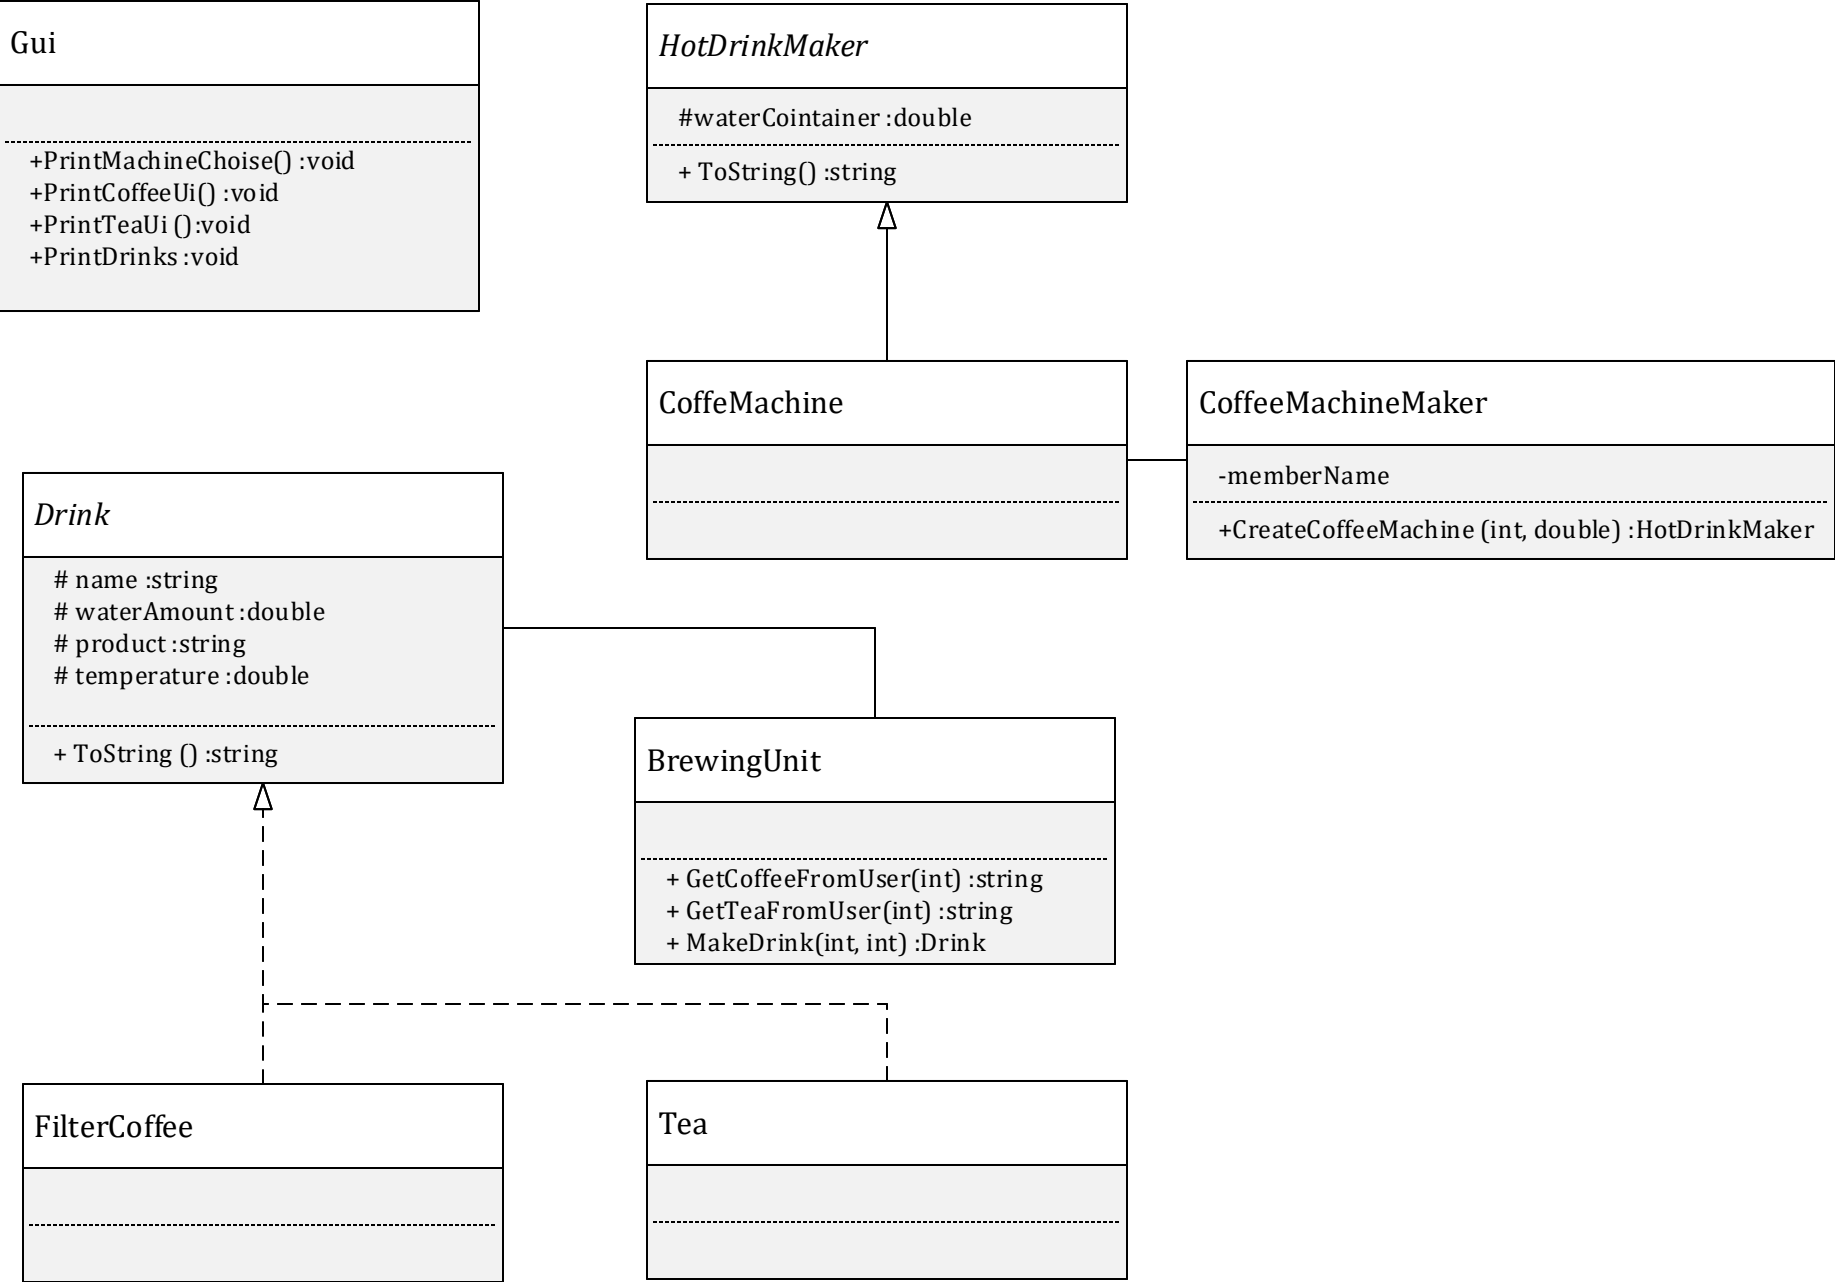 Gui
+PrintMachineChoise() :void
+PrintCoffeeUi() :void
+PrintTeaUi ():void
+PrintDrinks :void
HotDrinkMaker
#waterCointainer :double
+ ToString() :string
CoffeMachine
CoffeeMachineMaker
-memberName
+CreateCoffeeMachine (int, double) :HotDrinkMaker
Drink
# name :string
# waterAmount :double
# product :string
# temperature :double
+ ToString () :string
BrewingUnit
+ GetCoffeeFromUser(int) :string
+ GetTeaFromUser(int) :string
+ MakeDrink(int, int) :Drink
FilterCoffee
Tea